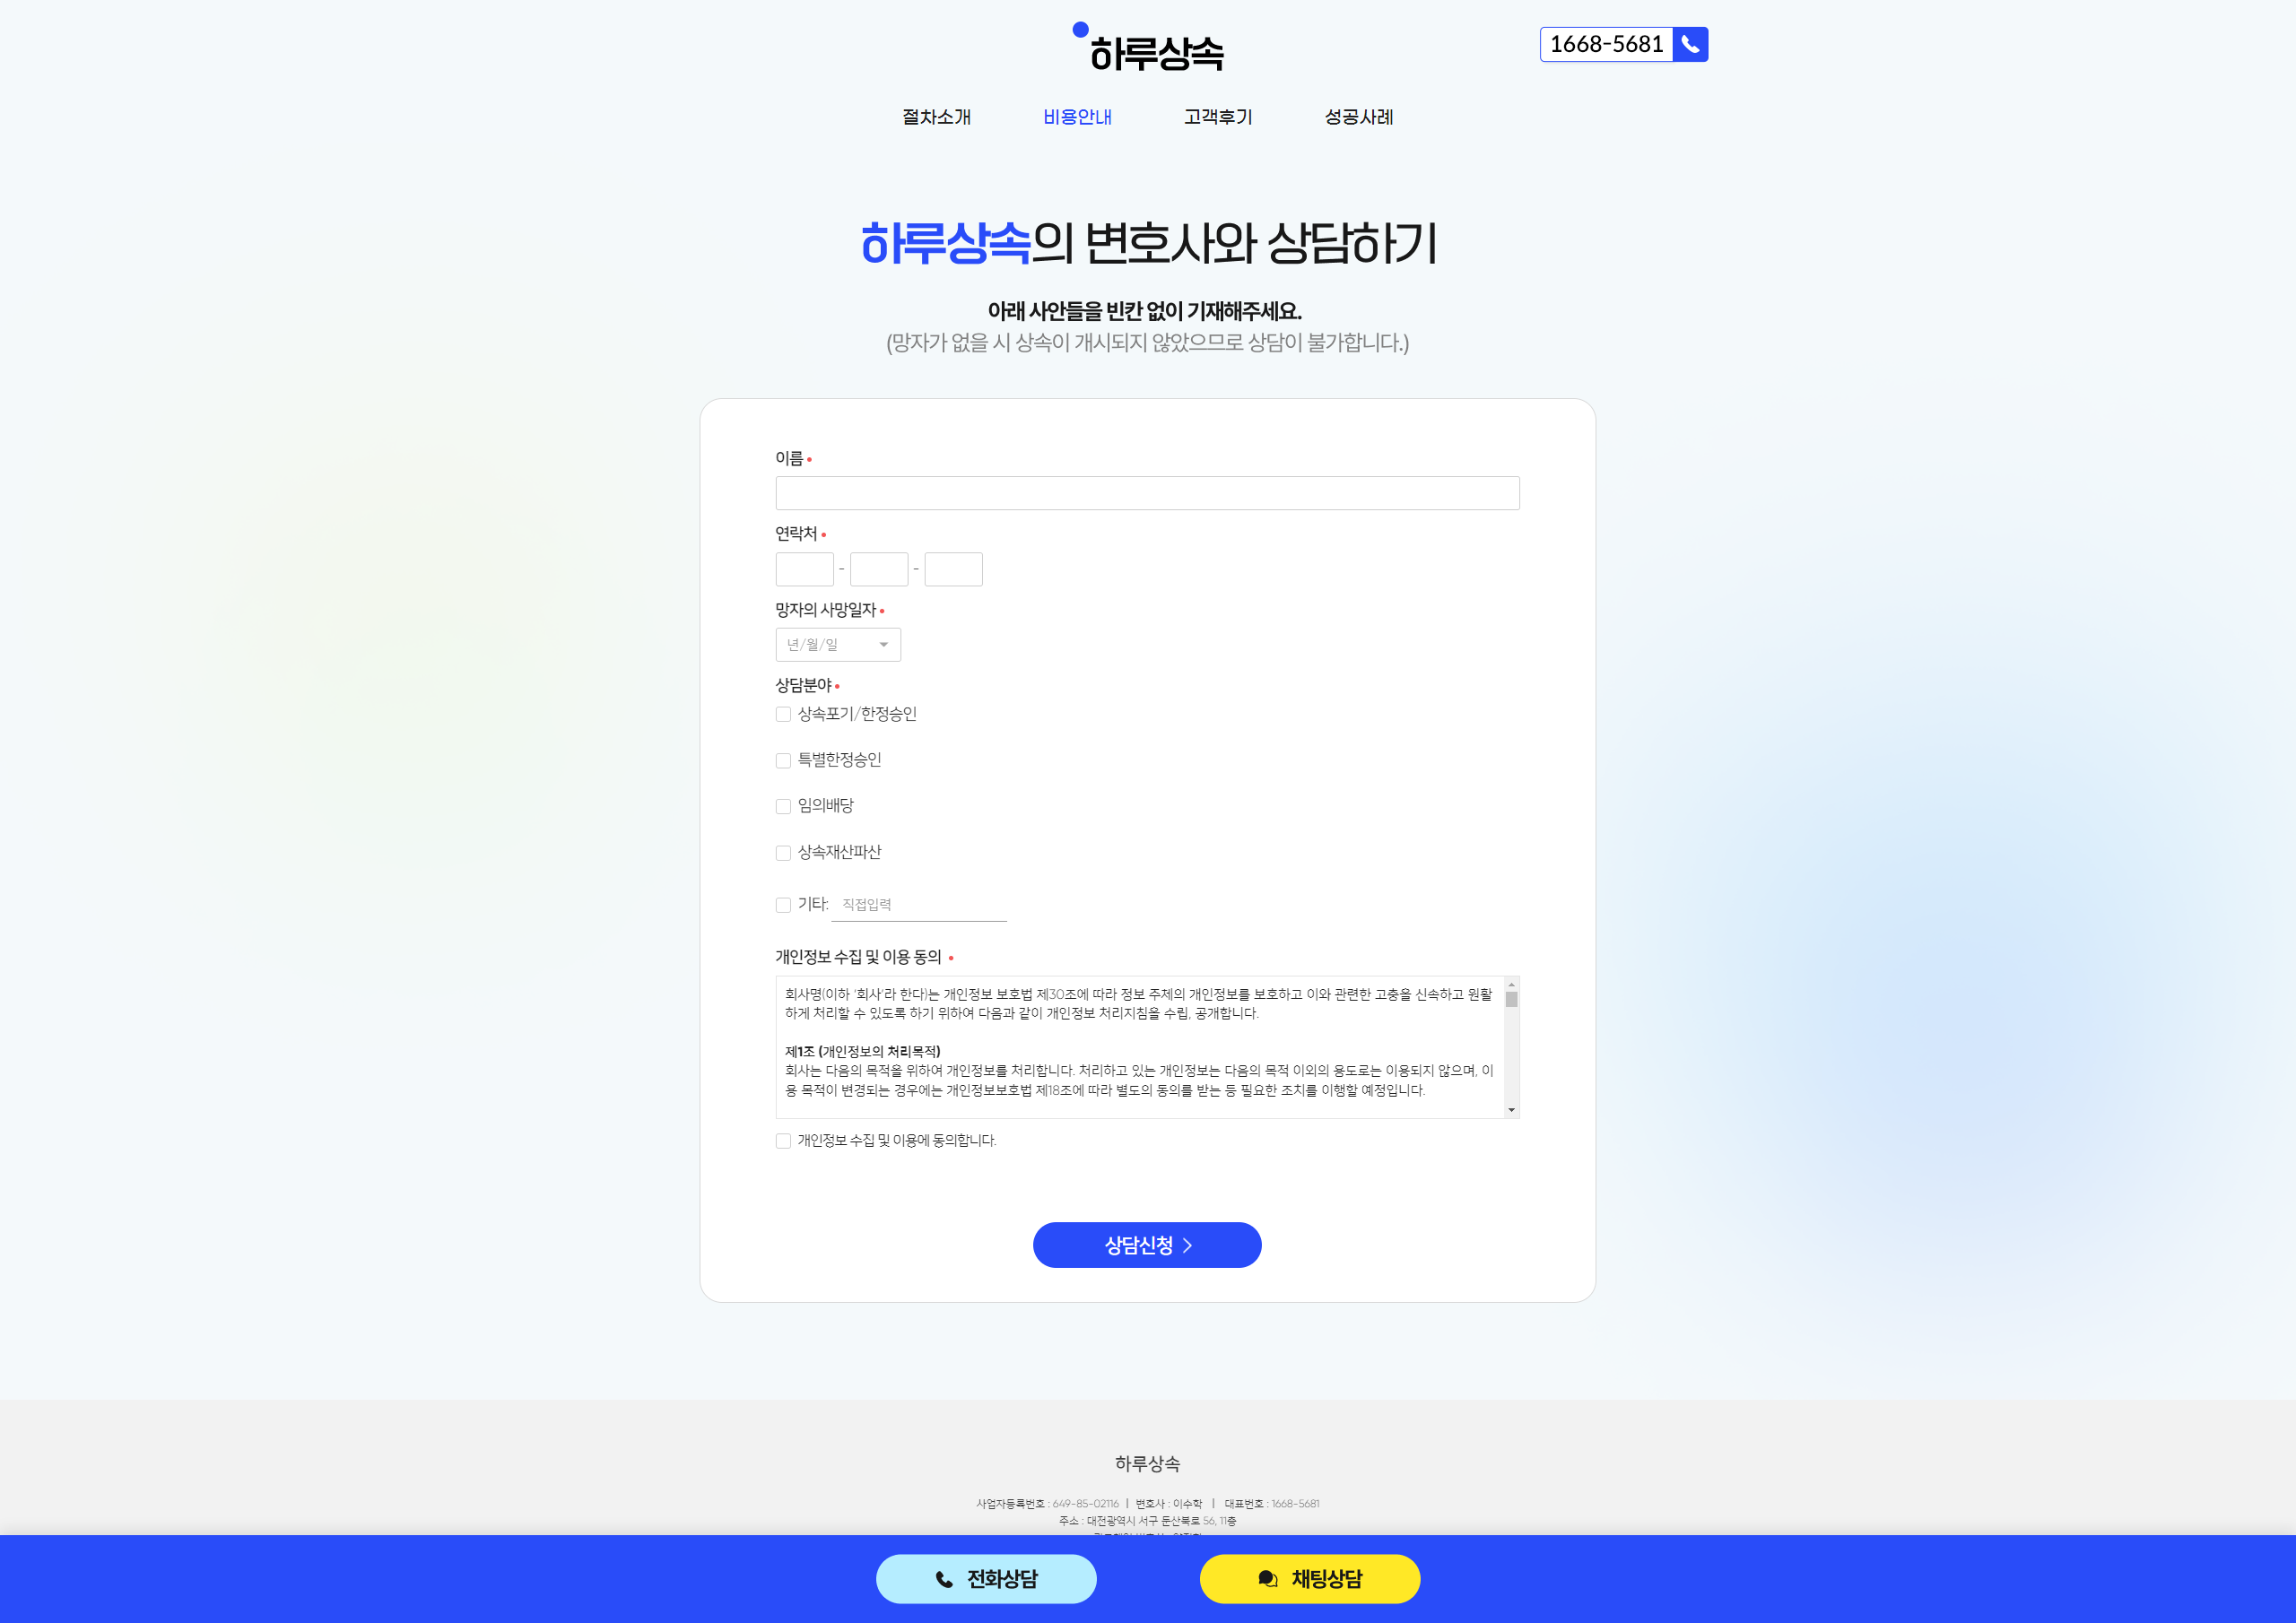 하루상속
1668-5681
절차소개 비용안내 고객후기 성공사례
하루상속의 변호사와 상담하기
아래 사안들을 빈칸 없이 기재해주세요.
(망자가 없을 시 상속이 개시되지 않았으므로 상담이 불가합니다.)
이름
연락처
- -
망자의 사망일자
년/월/일
상담분야
상속포기/한정승인
특별한정승인
임의배당
상속재산파산
기타: 직접입력
개인정보 수집 및 이용 동의
회사명(이하 '회사'라 한다)는 개인정보 보호법 제30조에 따라 정보 주체의 개인정보를 보호하고 이와 관련한 고충을 신속하고 원활
하게 처리할 수 있도록 하기 위하여 다음과 같이 개인정보 처리지침을 수립, 공개합니다.
제1조 (개인정보의 처리목적)
회사는 다음의 목적을 위하여 개인정보를 처리합니다. 처리하고 있는 개인정보는 다음의 목적 이외의 용도로는 이용되지 않으며, 이
용 목적이 변경되는 경우에는 개인정보보호법 제18조에 따라 별도의 동의를 받는 등 필요한 조치를 이행할 예정입니다.
개인정보 수집 및 이용에 동의합니다.
상담신청
하루상속
사업자등록번호 : 649-85-02116 | 변호사 : 이수학 | 대표번호 : 1668-5681
주소 : 대전광역시 서구 둔산북로 56, 11층
전화상담 채팅상담